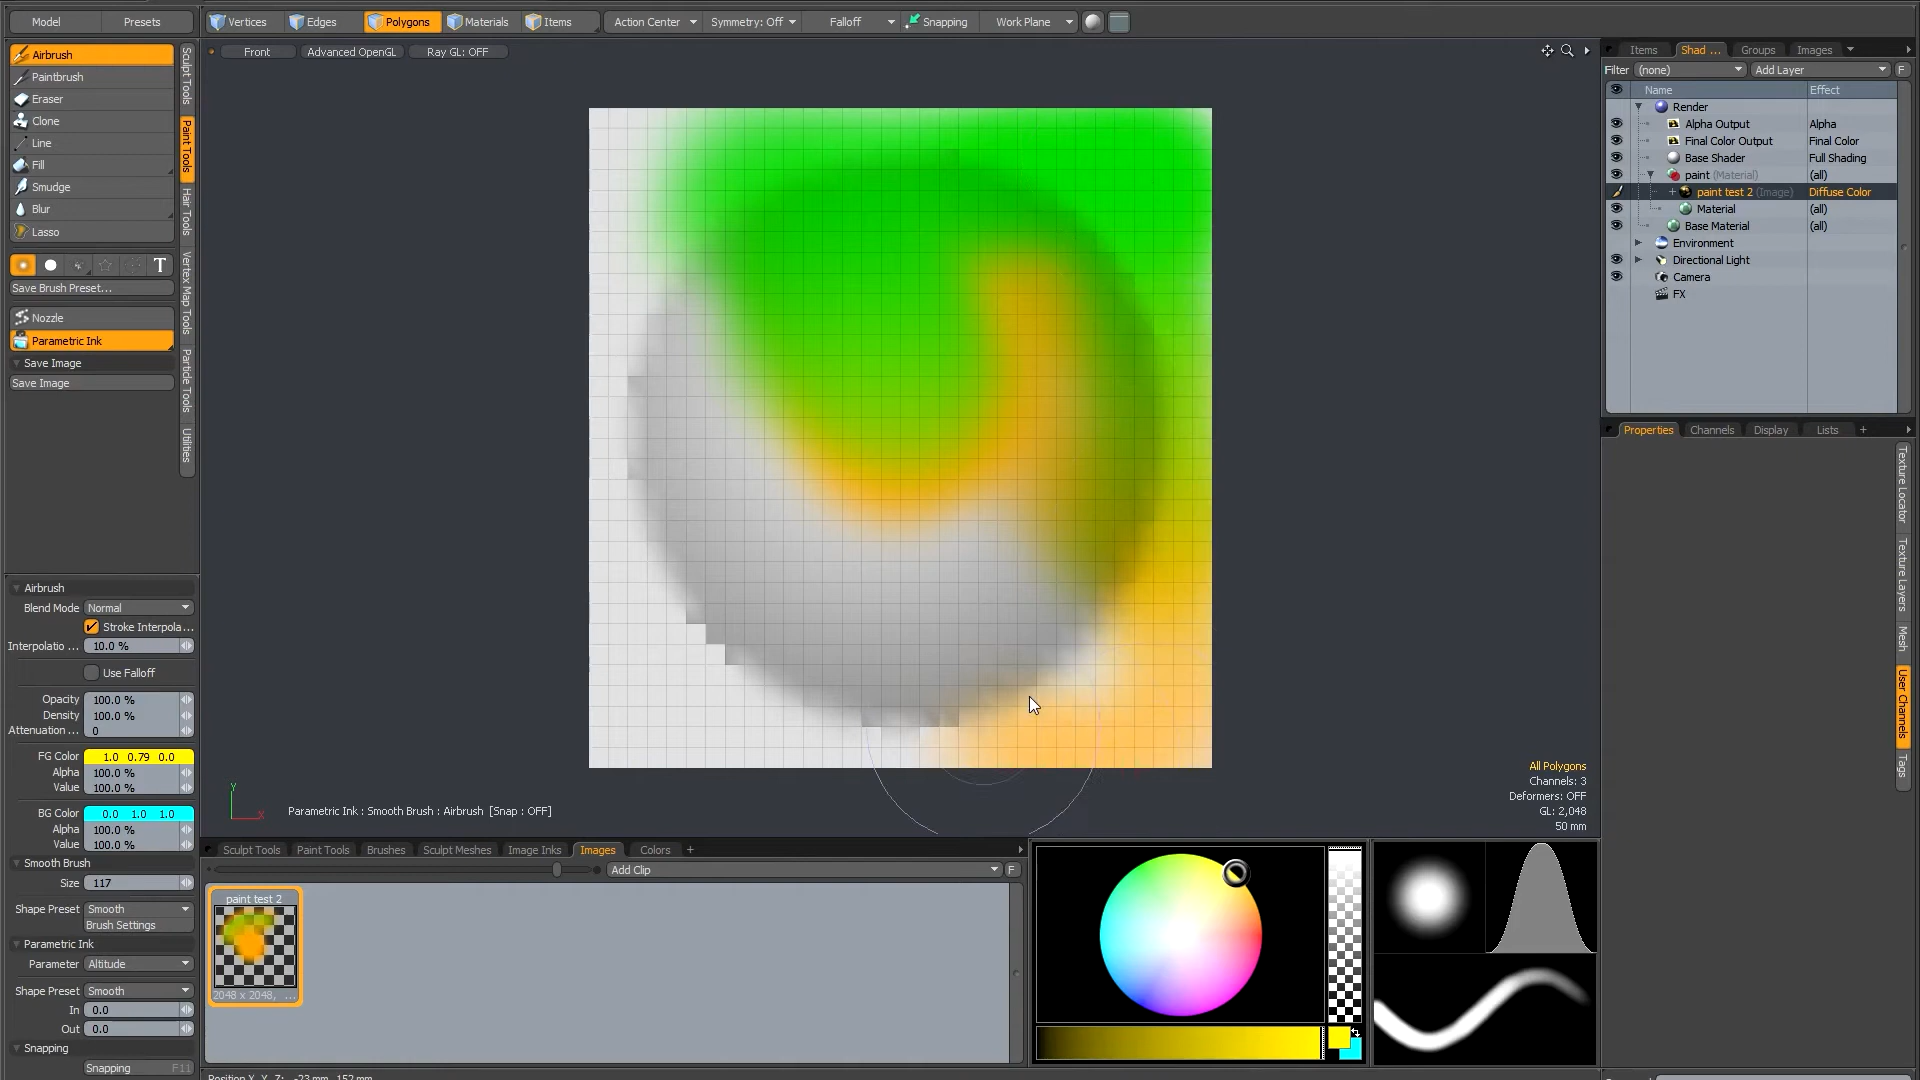 Model Presets
Vertices Edges Polygons Materials Items Action Center Symmetry: Off Falloff Snapping Work Plane
Front Advanced OpenGL Ray GL: OFF
Airbrush
Paintbrush
Eraser
Clone
Line
Fill
Smudge
Blur
Lasso
T
Save Brush Preset...
Nozzle
Parametric Ink
Save Image
Save Image
Sculpt Tools
Paint Tools
Hair Tools
Vertex Map Tools
Particle Tools
Utilities
Airbrush
Blend Mode Normal
Stroke Interpola...
Interpolatio ... 10.0 %
Use Falloff
Opacity 100.0 %
Density 100.0 %
Attenuation ... 0
FG Color 1.0 0.79 0.0
Alpha 100.0 %
Value 100.0 %
BG Color 0.0 1.0 1.0
Alpha 100.0 %
Value 100.0 %
Smooth Brush
Size 117
Shape Preset Smooth
Brush Settings
Parametric Ink
Parameter Altitude
Shape Preset Smooth
In 0.0
Out 0.0
Snapping
Snapping F11
Y
X
Parametric Ink : Smooth Brush : Airbrush [Snap : OFF]
All Polygons
Channels: 3
Deformers: OFF
GL: 2,048
50 mm
Sculpt Tools Paint Tools Brushes Sculpt Meshes Image Inks Images Colors +
Add Clip F
paint test 2
2048 x 2048, ...
Position X, Y, Z: -23 mm, 152 mm
Items Shad ... Groups Images
Filter (none) Add Layer F
Name Effect
Render
Alpha Output Alpha
Final Color Output Final Color
Base Shader Full Shading
paint (Material) (all)
paint test 2 (Image) Diffuse Color
Material (all)
Base Material (all)
Environment
Directional Light
Camera
FX
Properties Channels Display Lists +
Texture Locator
Texture Layers
Mesh
User Channels
Tags